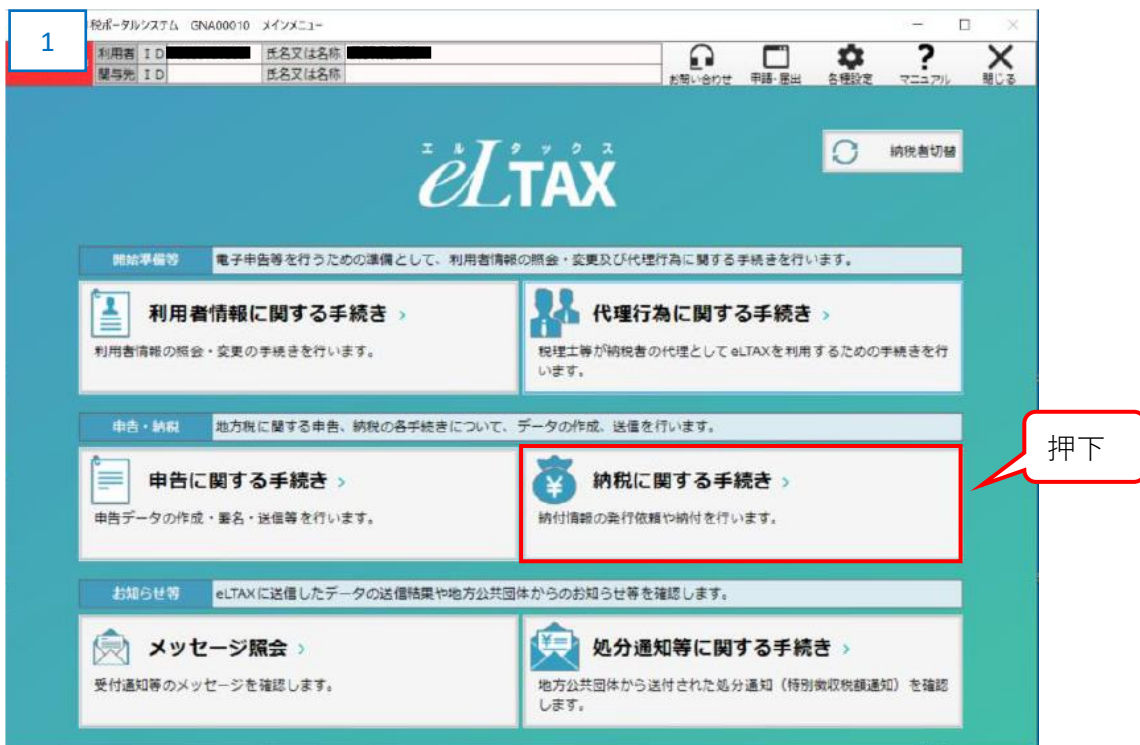 1
税ポータルシステム GNA00010 メインメニュー
利用者 ID 氏名又は名称
関与先 ID 氏名又は名称
お問い合わせ 申請・届出 各種設定 マニュアル 閉じる
エルタックス
eLTAX
納税者切替
開始準備等 電子申告等を行うための準備として、利用者情報の照会・変更及び代理行為に関する手続きを行います。
利用者情報に関する手続き
利用者情報の照会・変更の手続きを行います。
代理行為に関する手続き
税理士等が納税者の代理としてeLTAXを利用するための手続きを行
います。
申告・納税 地方税に関する申告、納税の各手続きについて、データの作成、送信を行います。
申告に関する手続き
申告データの作成・署名・送信等を行います。
納税に関する手続き
納付情報の発行依頼や納付を行います。
押下
お知らせ等 eLTAXに送信したデータの送信結果や地方公共団体からのお知らせ等を確認します。
メッセージ照会
受付通知等のメッセージを確認します。
処分通知等に関する手続き
地方公共団体から送付された処分通知（特別徴収税額通知）を確認
します。